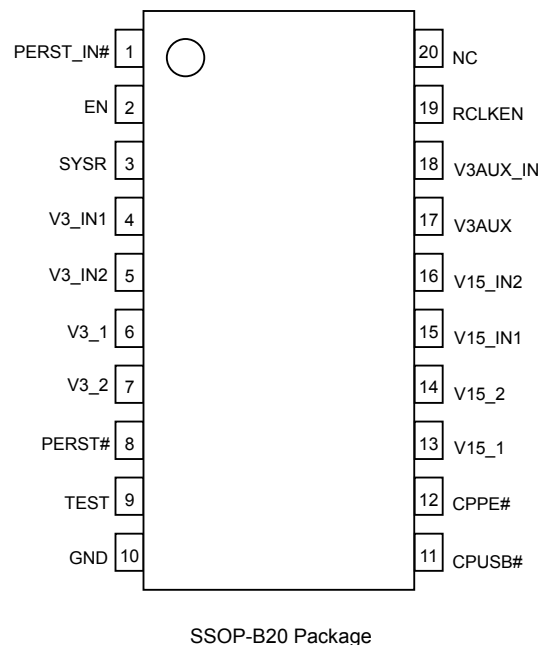 PERST_IN# 1 20 NC
EN 2 19 RCLKEN
SYSR 3 18 V3AUX_IN
V3_IN1 4 17 V3AUX
V3_IN2 5 16 V15_IN2
V3_1 6 15 V15_IN1
V3_2 7 14 V15_2
PERST# 8 13 V15_1
TEST 9 12 CPPE#
GND 10 11 CPUSB#
SSOP-B20 Package